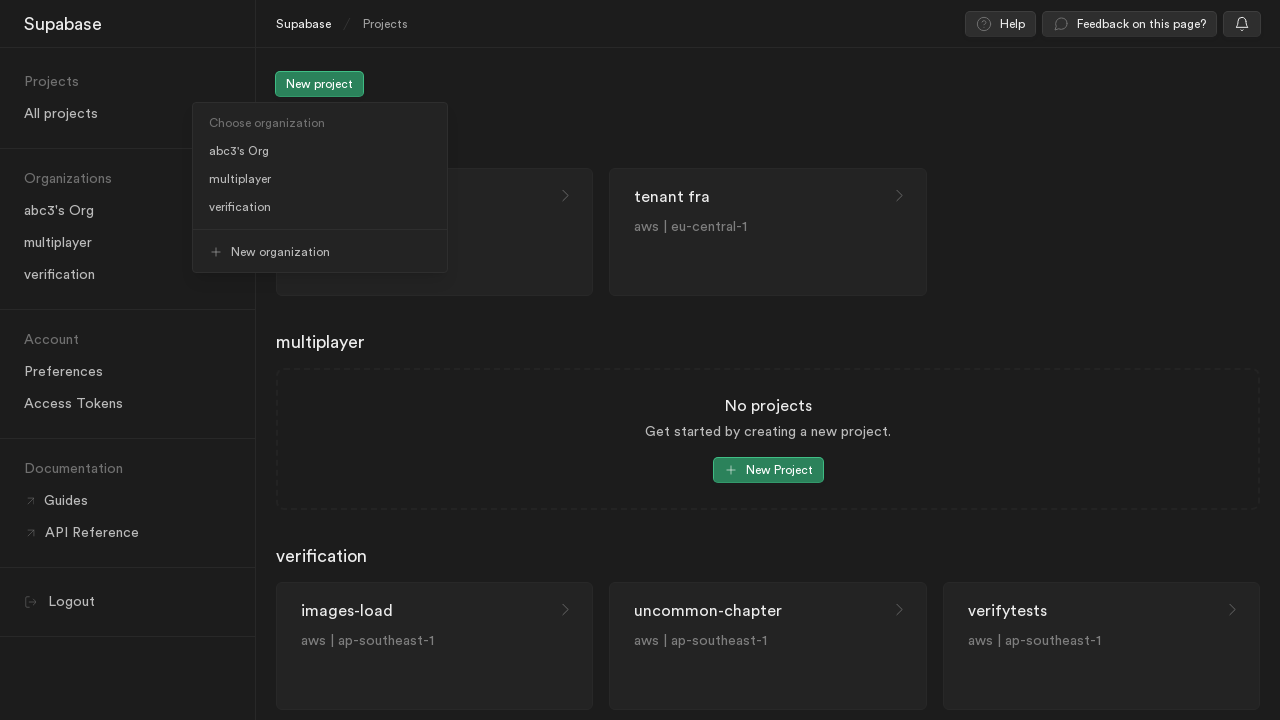 Supabase
Supabase / Projects
Help
Feedback on this page?
Projects
All projects
Organizations
abc3's Org
multiplayer
verification
Account
Preferences
Access Tokens
Documentation
Guides
API Reference
Logout
New project
Choose organization
abc3's Org
multiplayer
verification
New organization
tenant fra
aws | eu-central-1
multiplayer
No projects
Get started by creating a new project.
New Project
verification
images-load
aws | ap-southeast-1
uncommon-chapter
aws | ap-southeast-1
verifytests
aws | ap-southeast-1